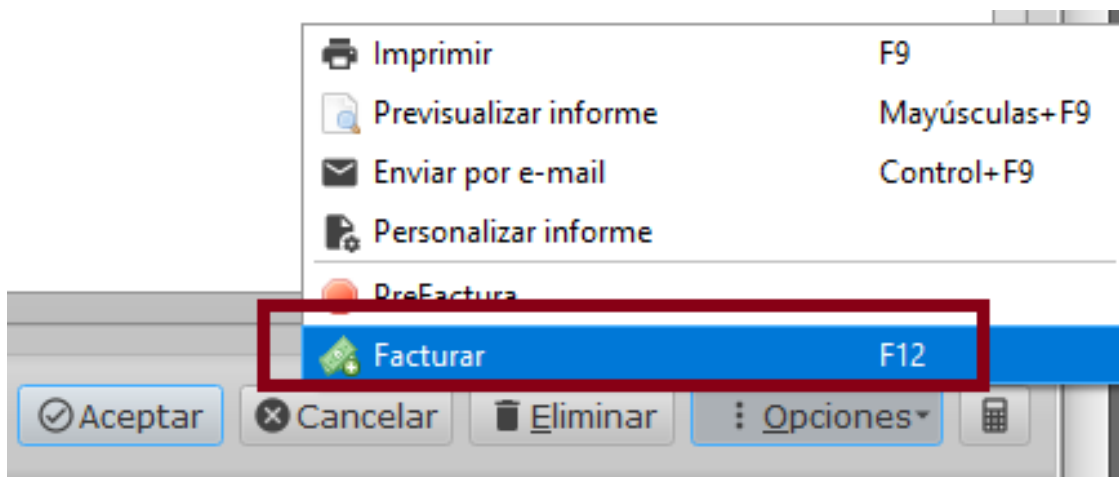 Imprimir F9
Previsualizar informe Mayúsculas+F9
Enviar por e-mail Control+F9
Personalizar informe
PreFactura
Facturar F12
Aceptar Cancelar Eliminar Opciones